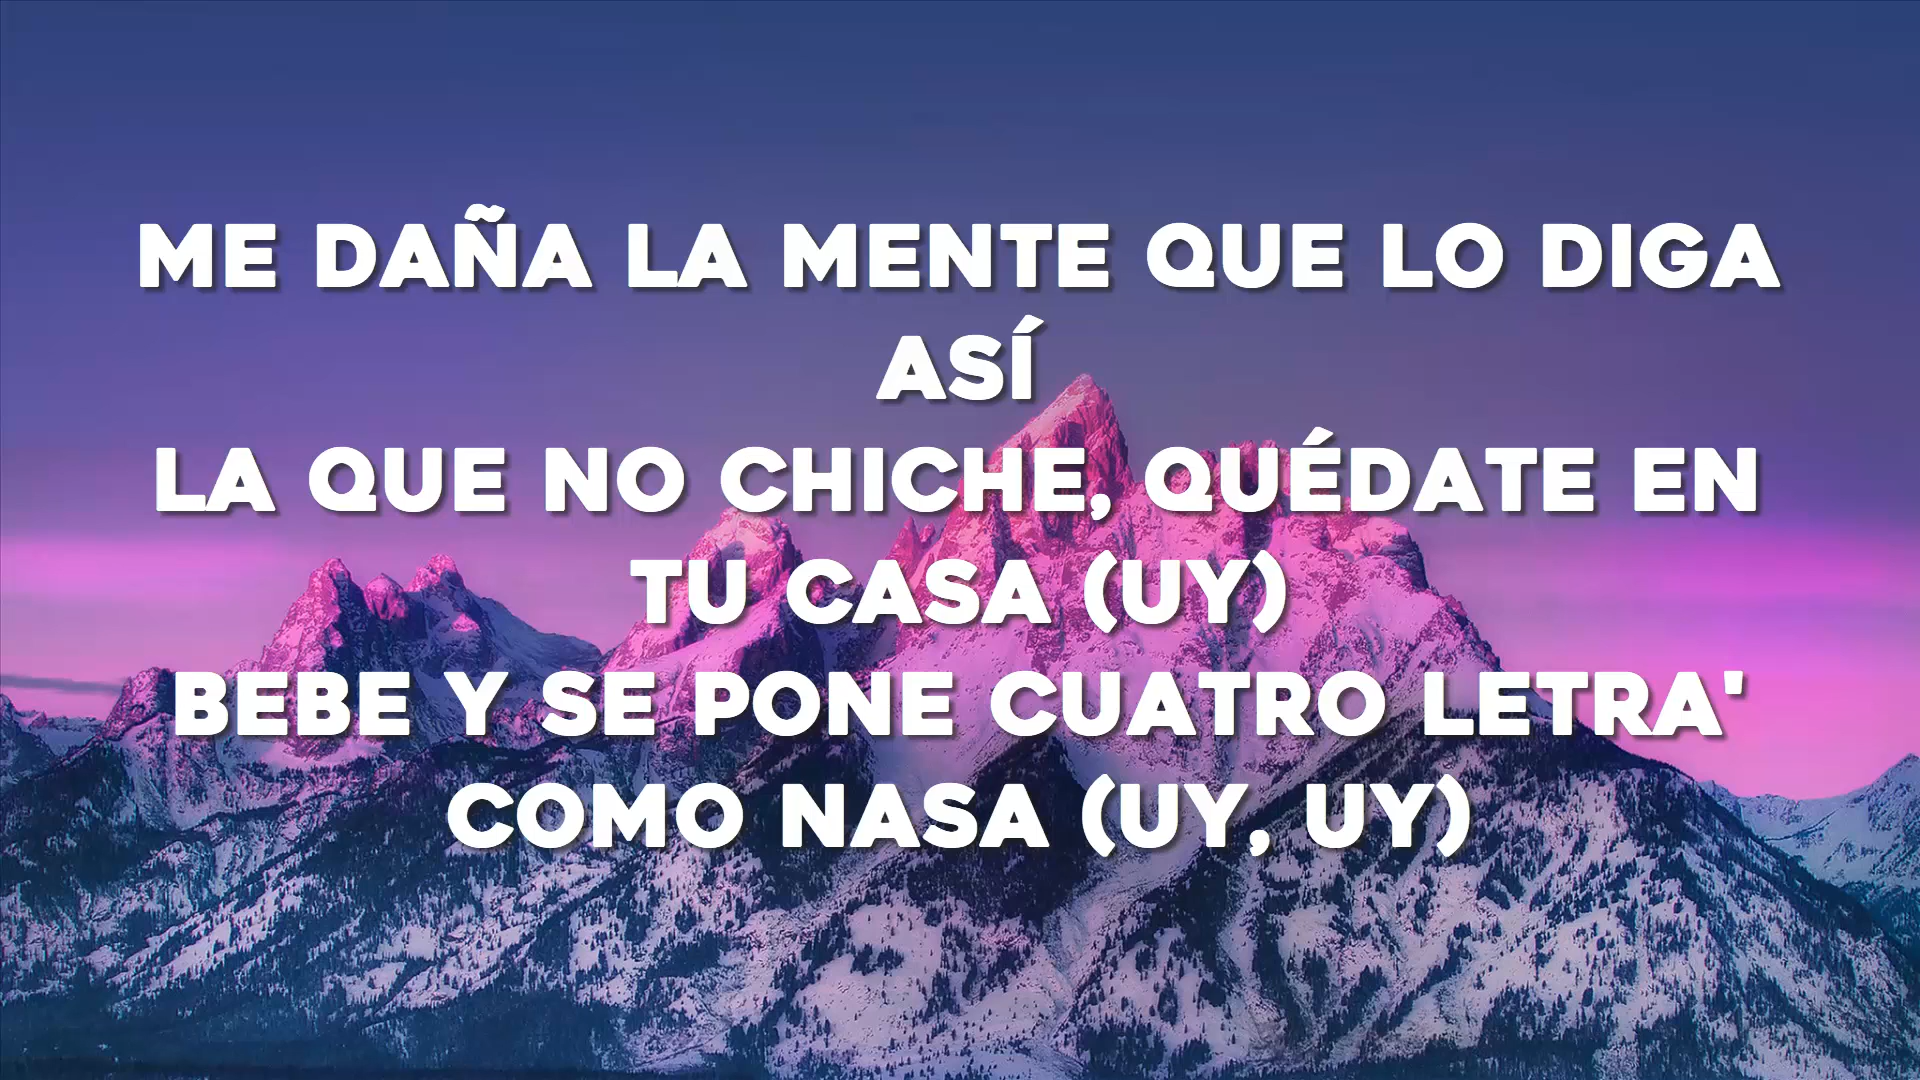 ME DAÑA LA MENTE QUE LO DIGA
ASÍ
LA QUE NO CHICHE, QUÉDATE EN
TU CASA (UY)
BEBE Y SE PONE CUATRO LETRA'
COMO NASA (UY, UY)